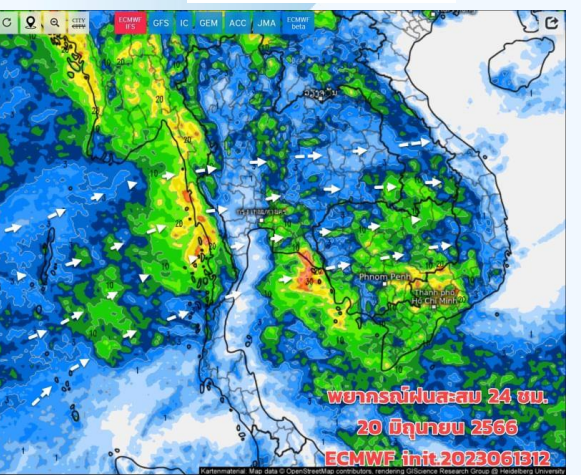 CITY
CITY
ECMWF
IFS
GFS
IC
GEM
ACC
JMA
ECMWF
beta
Phnom Penh
Thành phố
Hồ Chí Minh
พยากรณ์ฝนสะสม 24 ชม.
20 มิถุนายน 2566
ECMWF init.2023061312
Kartenmaterial: Map data © OpenStreetMap contributors, rendering GIScience Research Group @ Heidelberg University